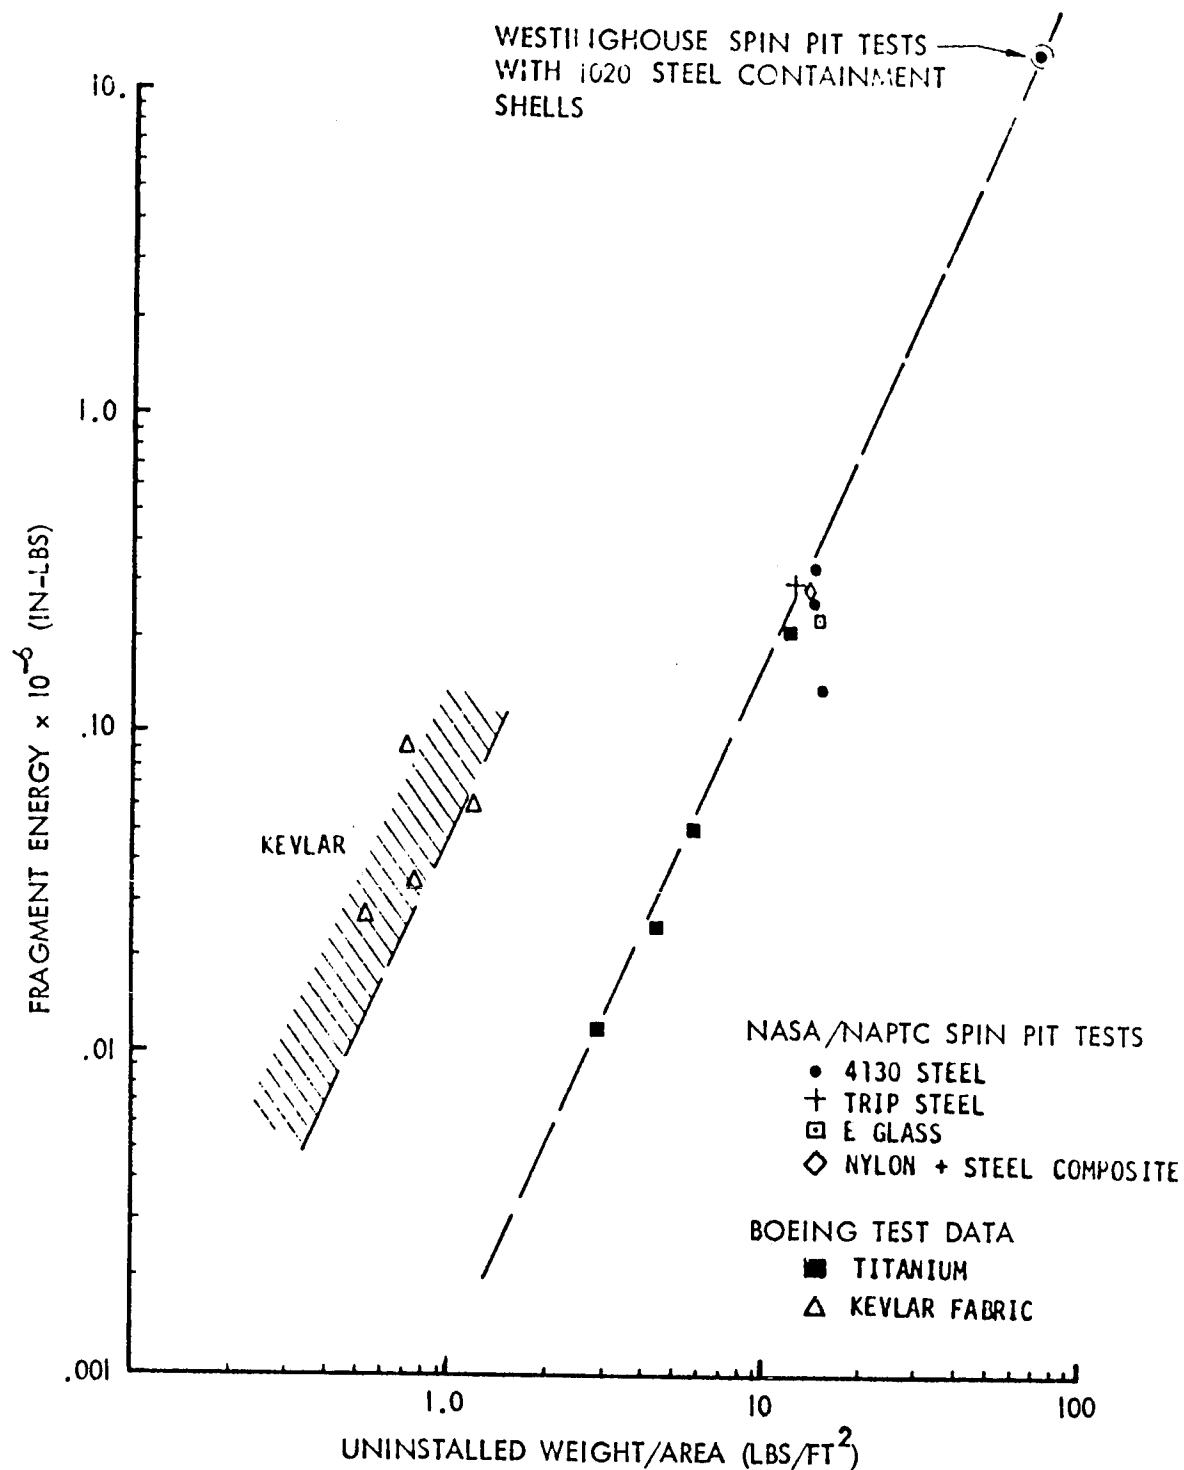 WESTINGHOUSE SPIN PIT TESTS
WITH 1020 STEEL CONTAINMENT
SHELLS
10.
1.0
.10
.01
.001
FRAGMENT ENERGY × 10⁻⁶ (IN-LBS)
KEVLAR
NASA/NAPTC SPIN PIT TESTS
4130 STEEL
TRIP STEEL
E GLASS
NYLON + STEEL COMPOSITE
BOEING TEST DATA
TITANIUM
KEVLAR FABRIC
1.0
10
100
UNINSTALLED WEIGHT/AREA (LBS/FT²)